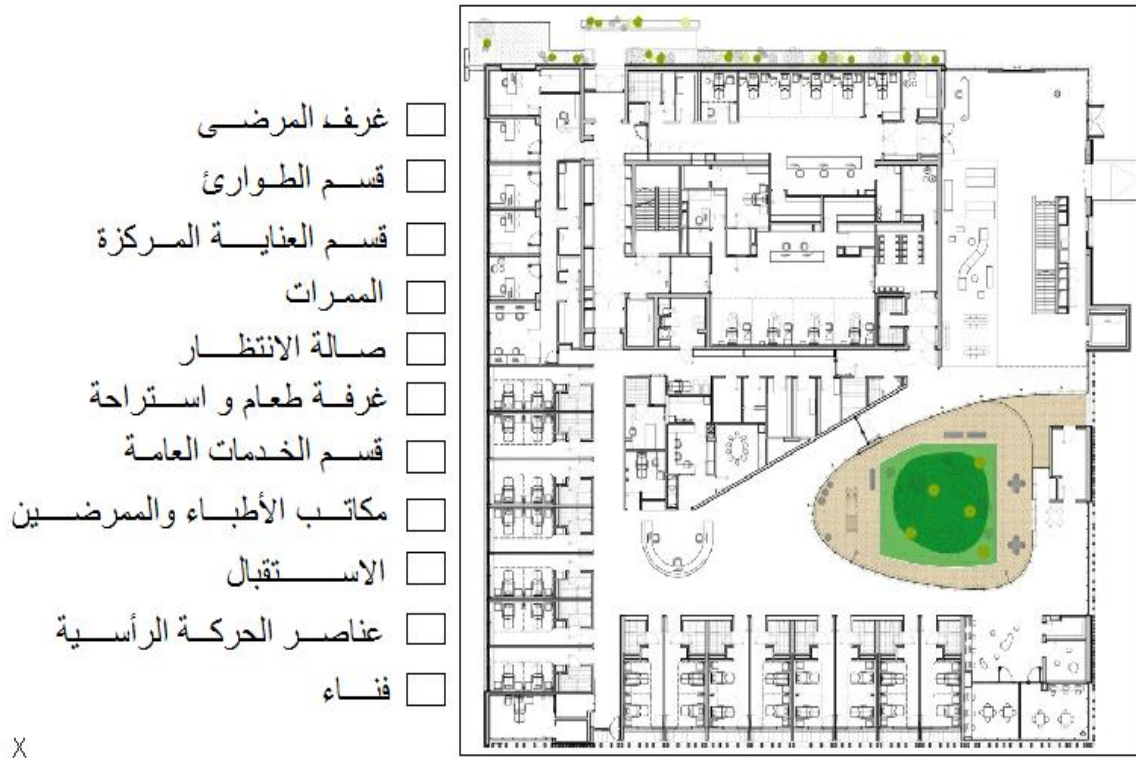 غرف المرضى
قسم الطوارئ
قسم العناية المركزة
الممرات
صالة الانتظار
غرفة طعام و استراحة
قسم الخدمات العامة
مكاتب الأطباء والممرضين
الاستقبال
عناصر الحركة الرأسية
فناء
X